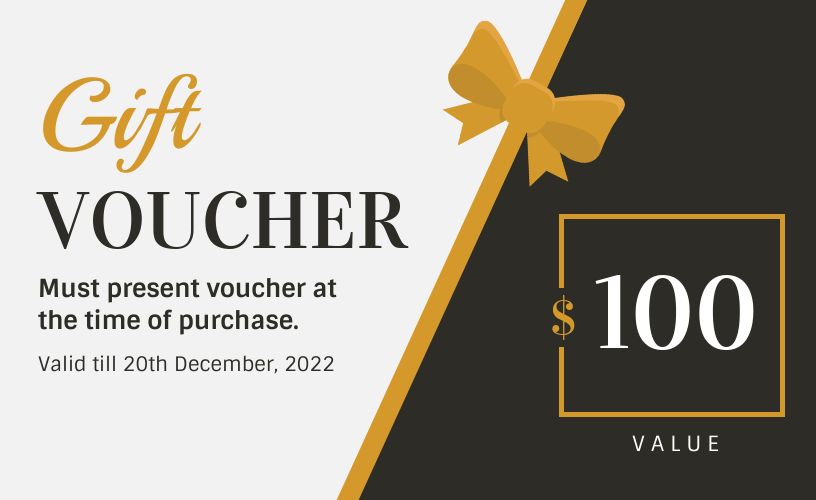 Gift
VOUCHER
Must present voucher at
the time of purchase.
Valid till 20th December, 2022
$ 100
VALUE